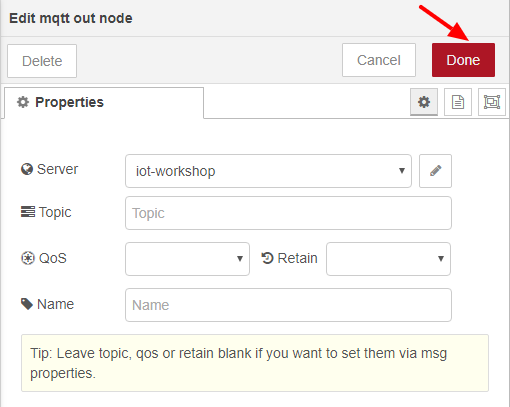 Edit mqtt out node
Delete
Cancel
Done
Properties
Server
iot-workshop
Topic
Topic
QoS
Retain
Name
Name
Tip: Leave topic, qos or retain blank if you want to set them via msg
properties.